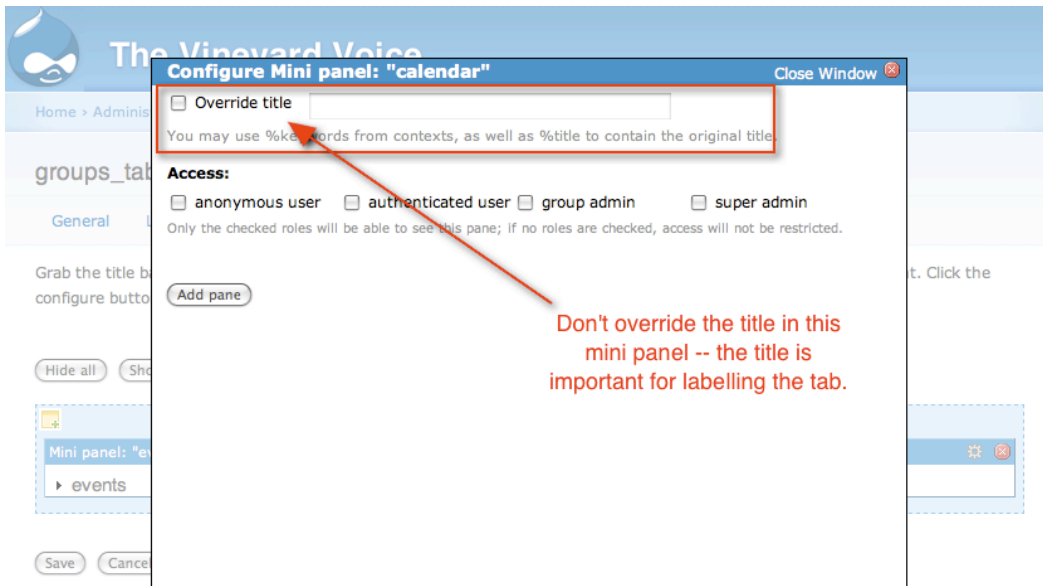 The Vineyard Voice
Configure Mini panel: "calendar"
Close Window
Home › Adminis
Override title
You may use %keywords from contexts, as well as %title to contain the original title.
groups_tab
Access:
anonymous user authenticated user group admin super admin
General L
Only the checked roles will be able to see this pane; if no roles are checked, access will not be restricted.
Grab the title ba
t. Click the
configure butto
Add pane
Don't override the title in this
mini panel -- the title is
important for labelling the tab.
Hide all Sho
Mini panel: "e
events
Save Cancel